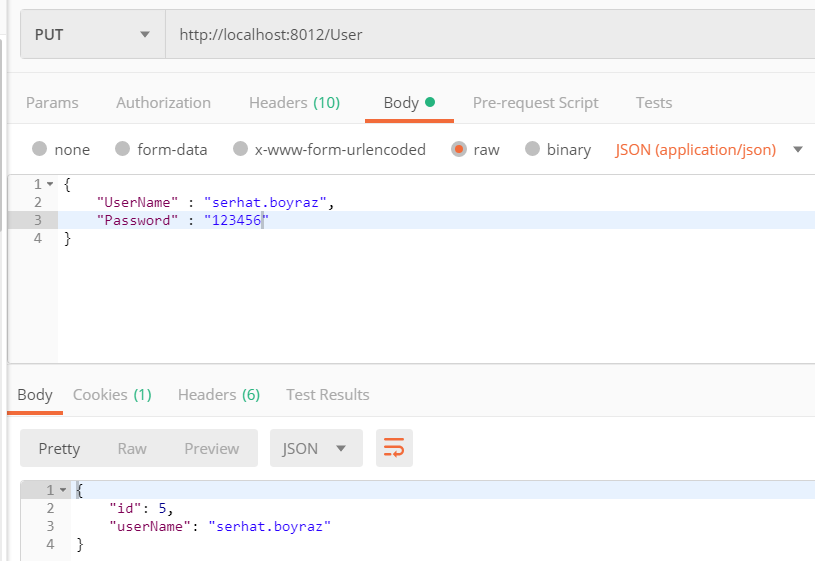 PUT http://localhost:8012/User
Params Authorization Headers (10) Body Pre-request Script Tests
none form-data x-www-form-urlencoded raw binary JSON (application/json)
1 {
2 "UserName" : "serhat.boyraz",
3 "Password" : "123456"
4 }
Body Cookies (1) Headers (6) Test Results
Pretty Raw Preview JSON
1 {
2 "id": 5,
3 "userName": "serhat.boyraz"
4 }